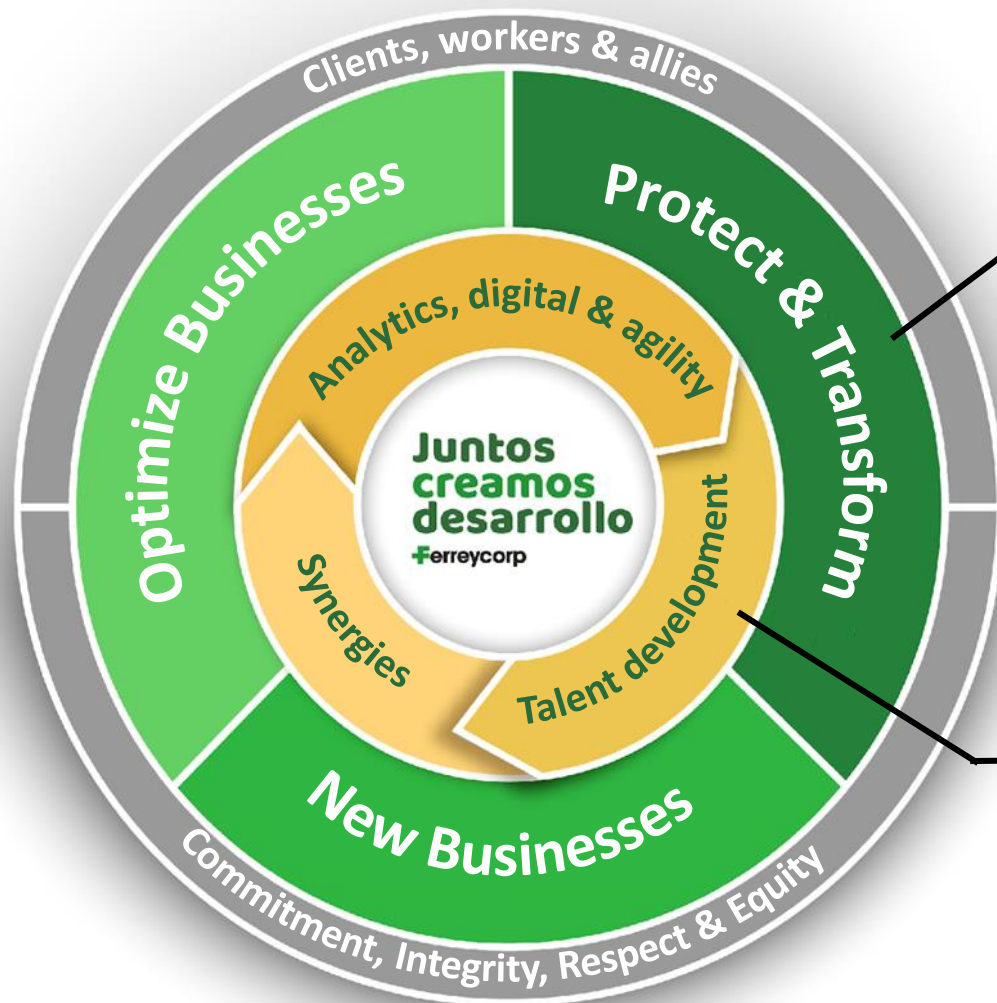 Clients, workers & allies
Optimize Businesses
Protect & Transform
Analytics, digital & agility
Juntos
creamos
desarrollo
Ferreycorp
Synergies
Talent development
New Businesses
Commitment, Integrity, Respect & Equity